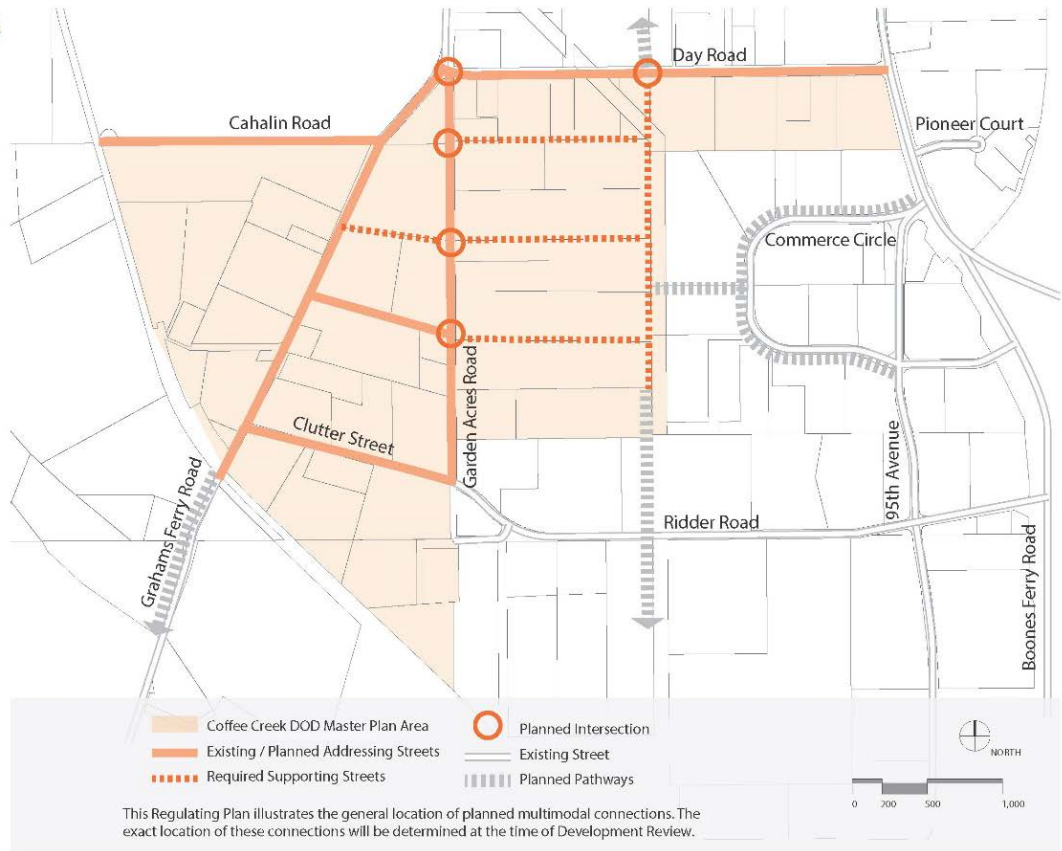 Day Road
Cahalin Road
Pioneer Court
Commerce Circle
Garden Acres Road
Clutter Street
95th Avenue
Grahams Ferry Road
Ridder Road
Boones Ferry Road
Coffee Creek DOD Master Plan Area
Existing / Planned Addressing Streets
Required Supporting Streets
Planned Intersection
Existing Street
Planned Pathways
NORTH
0 200 500 1,000
This Regulating Plan illustrates the general location of planned multimodal connections. The
exact location of these connections will be determined at the time of Development Review.